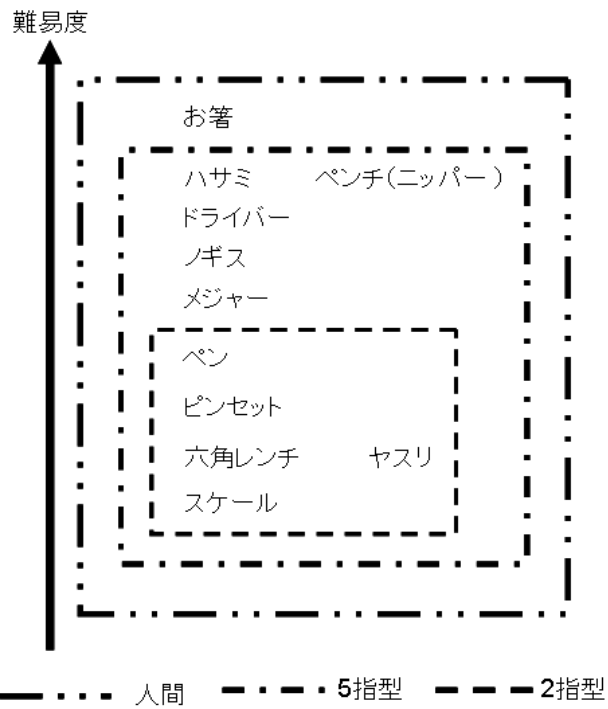 難易度
お箸
ハサミ ペンチ(ニッパー)
ドライバー
ノギス
メジャー
ペン
ピンセット
六角レンチ ヤスリ
スケール
人間 5指型 2指型